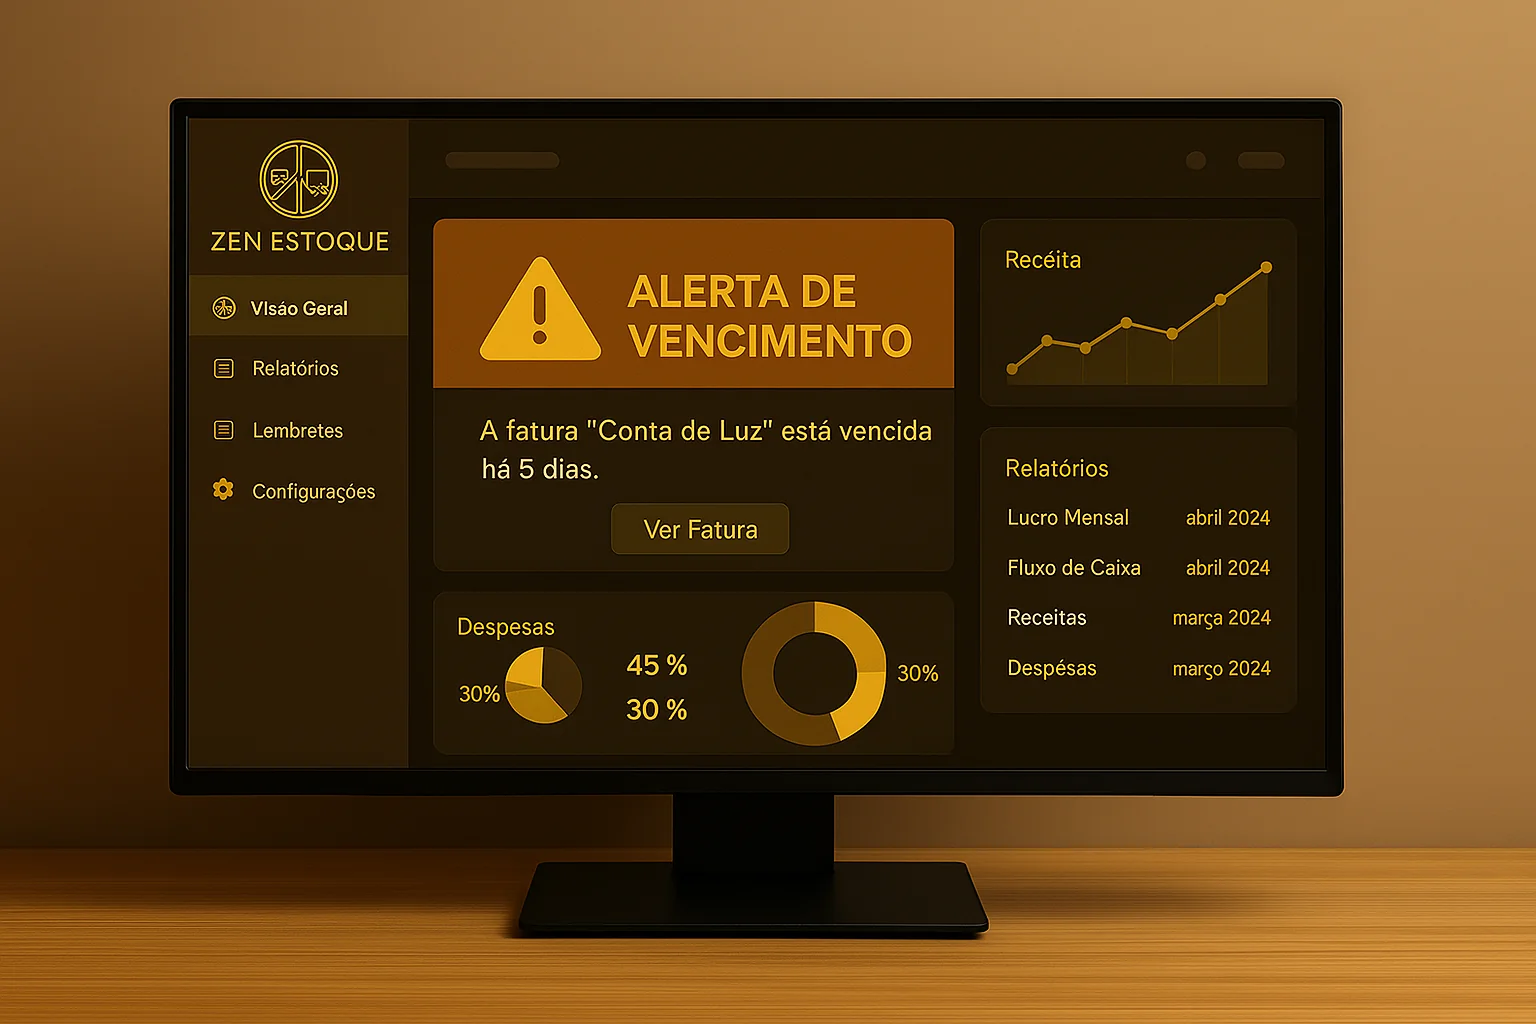 ZEN ESTOQUE
VIsáo Geral
Relatórios
Lembretes
Configuraçóes
ALERTA DE
VENCIMENTO
A fatura "Conta de Luz" está vencida
há 5 dias.
Ver Fatura
Despesas
30%
45 %
30 %
30%
Recéita
Relatórios
Lucro Mensal abril 2024
Fluxo de Caixa abril 2024
Receitas marça 2024
Despésas março 2024